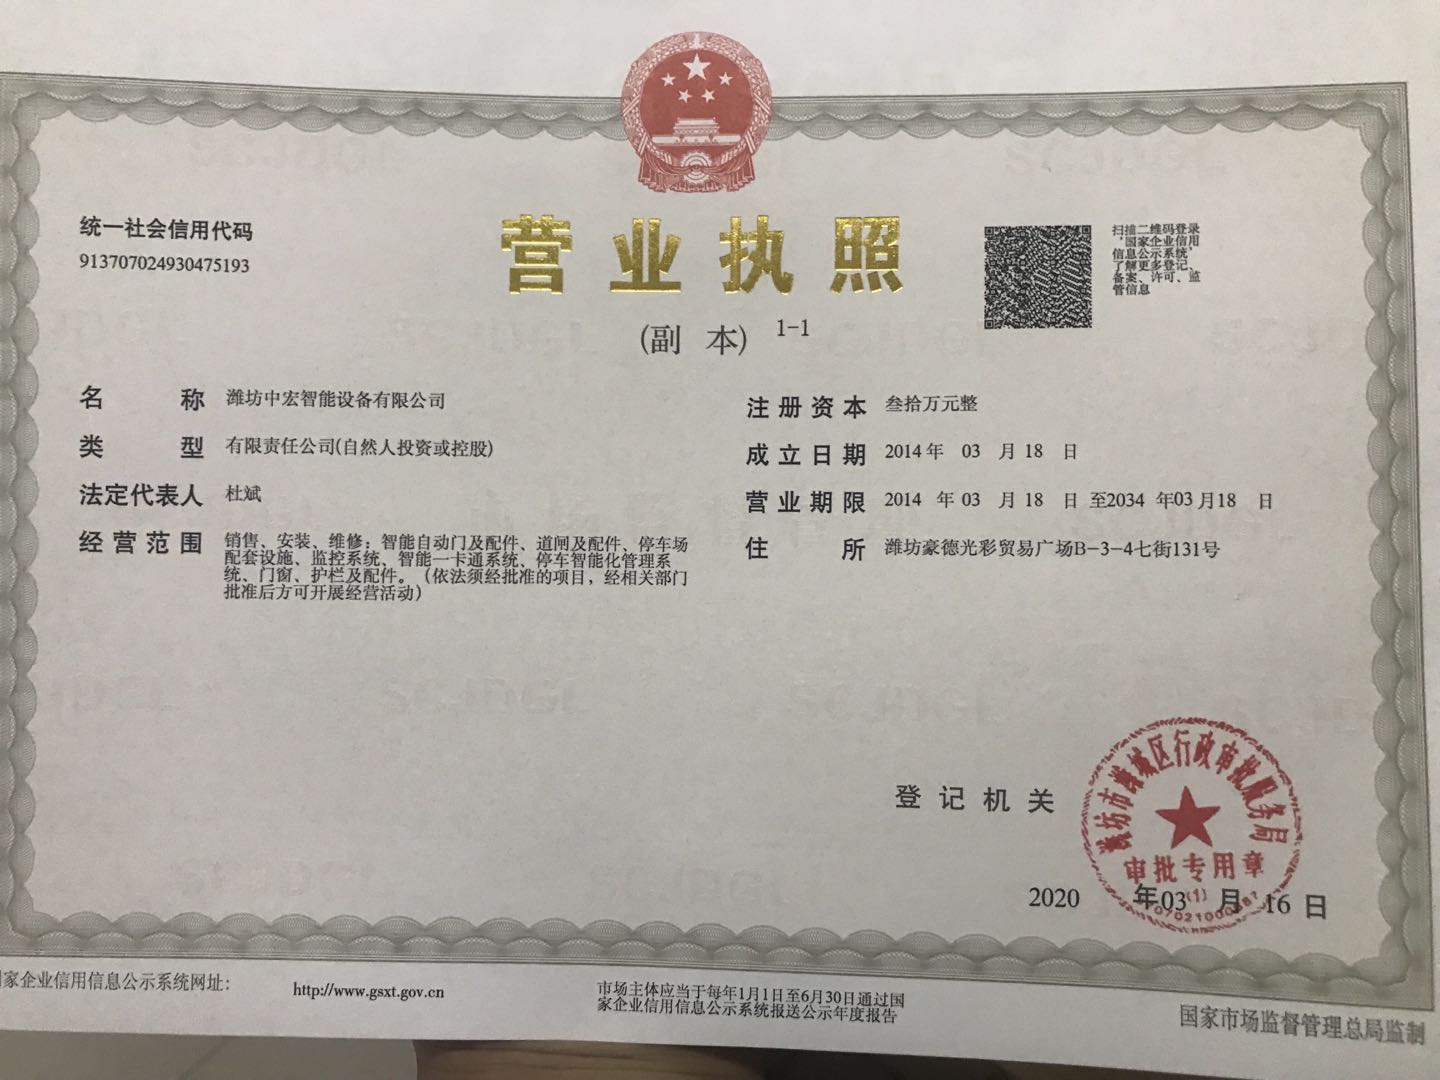 统一社会信用代码
913707024930475193
营业执照
(副 本) 1-1
扫描二维码登录
‘国家企业信用
信息公示系统’
了解更多登记、
备案、许可、监
管信息
名 称 潍坊中宏智能设备有限公司
类 型 有限责任公司(自然人投资或控股)
法定代表人 杜斌
经营范围 销售、安装、维修：智能自动门及配件、道闸及配件、停车场
配套设施、监控系统、智能一卡通系统、停车智能化管理系
统、门窗、护栏及配件。（依法须经批准的项目，经相关部门
批准后方可开展经营活动）
注册资本 叁拾万元整
成立日期 2014年 03 月 18 日
营业期限 2014 年 03 月 18 日 至2034 年03月18 日
住 所 潍坊豪德光彩贸易广场B-3-4七街131号
登记机关
潍坊市潍城区行政审批服务局
审批专用章
(1)
2020 年03 月 16 日
家企业信用信息公示系统网址：
http://www.gsxt.gov.cn
市场主体应当于每年1月1日至6月30日通过国
家企业信用信息公示系统报送公示年度报告
国家市场监督管理总局监制